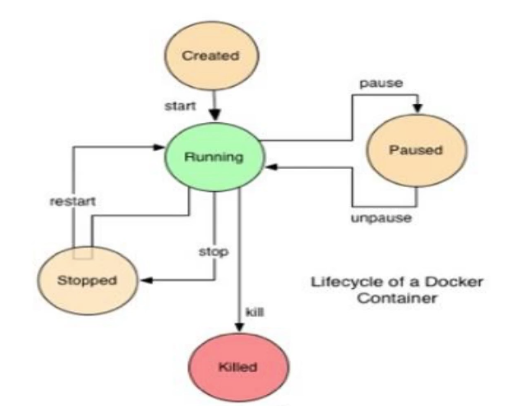 Created
start
pause
Running
Paused
restart
unpause
stop
Stopped
Lifecycle of a Docker
Container
kill
Killed